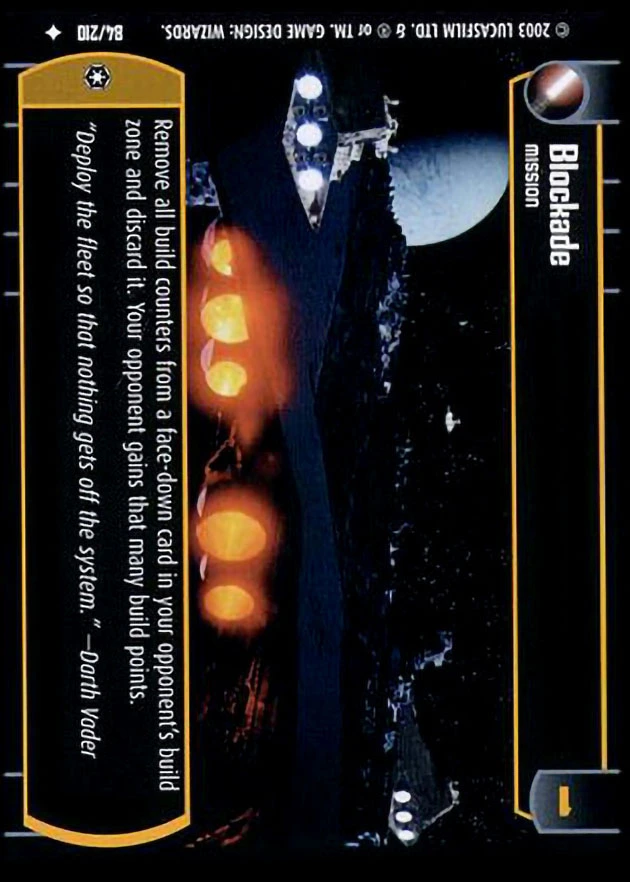 Blockade
MISSION
1
Remove all build counters from a face-down card in your opponent's build
zone and discard it. Your opponent gains that many build points.
"Deploy the fleet so that nothing gets off the system." —Darth Vader
84/210
© 2003 LUCASFILM LTD. & ® or TM. GAME DESIGN: WIZARDS.